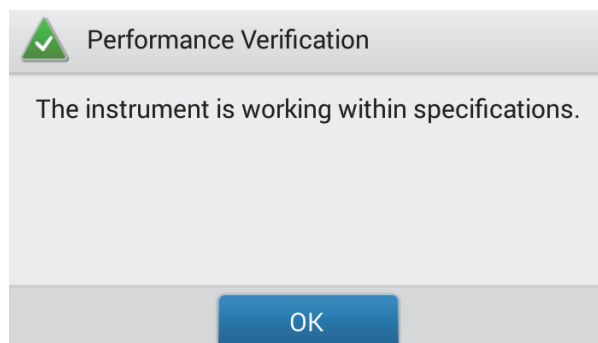 Performance Verification
The instrument is working within specifications.
OK